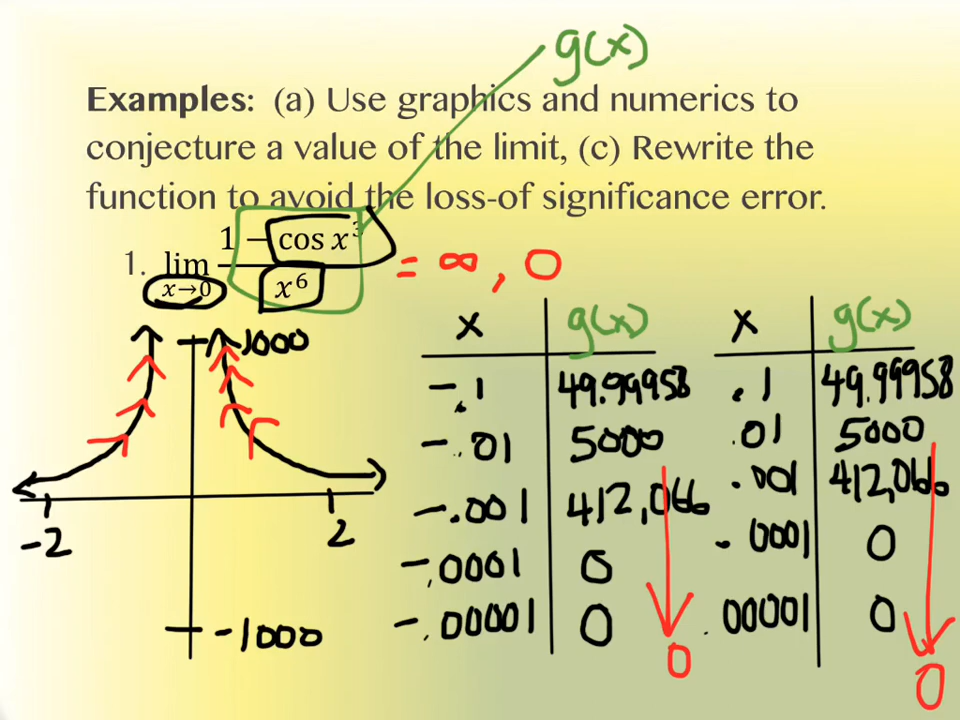 g(x)
Examples: (a) Use graphics and numerics to
conjecture a value of the limit, (c) Rewrite the
function to avoid the loss-of significance error.
1. lim x→0 (1 − cos x³)/x⁶ = ∞, 0
1000
-2 2
-1000
x g(x) x g(x)
-.1 49.99958 .1 49.99958
-.01 5000 .01 5000
-.001 412,066 .001 412,066
-.0001 0 .0001 0
-.00001 0 .00001 0
0 0